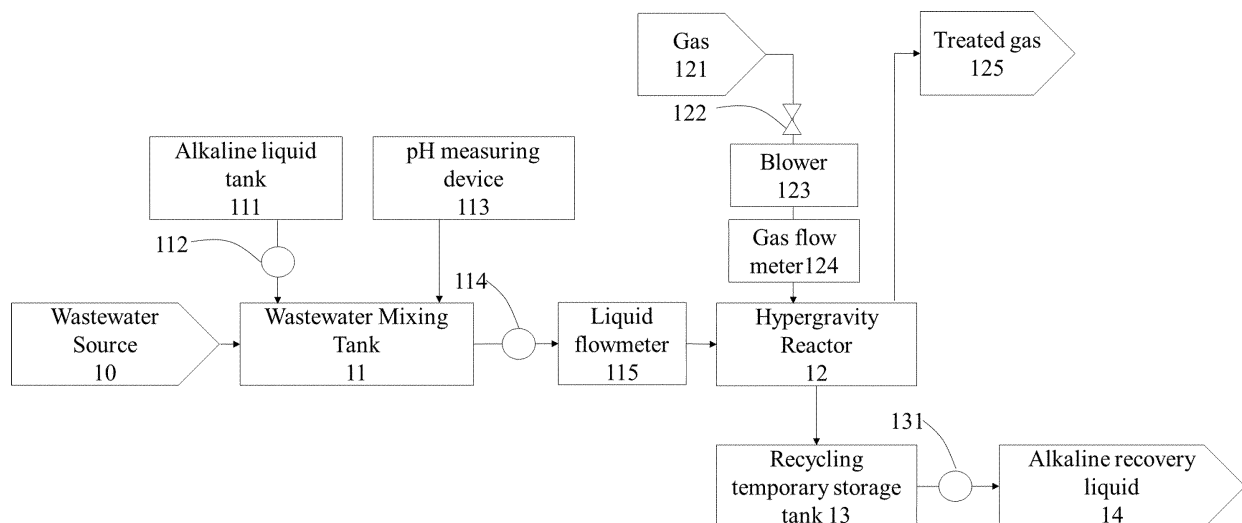 Gas
121
Treated gas
125
122
Blower
123
Gas flow
meter124
Alkaline liquid
tank
111
pH measuring
device
113
112
114
Wastewater
Source
10
Wastewater Mixing
Tank
11
Liquid
flowmeter
115
Hypergravity
Reactor
12
131
Recycling
temporary storage
tank 13
Alkaline recovery
liquid
14